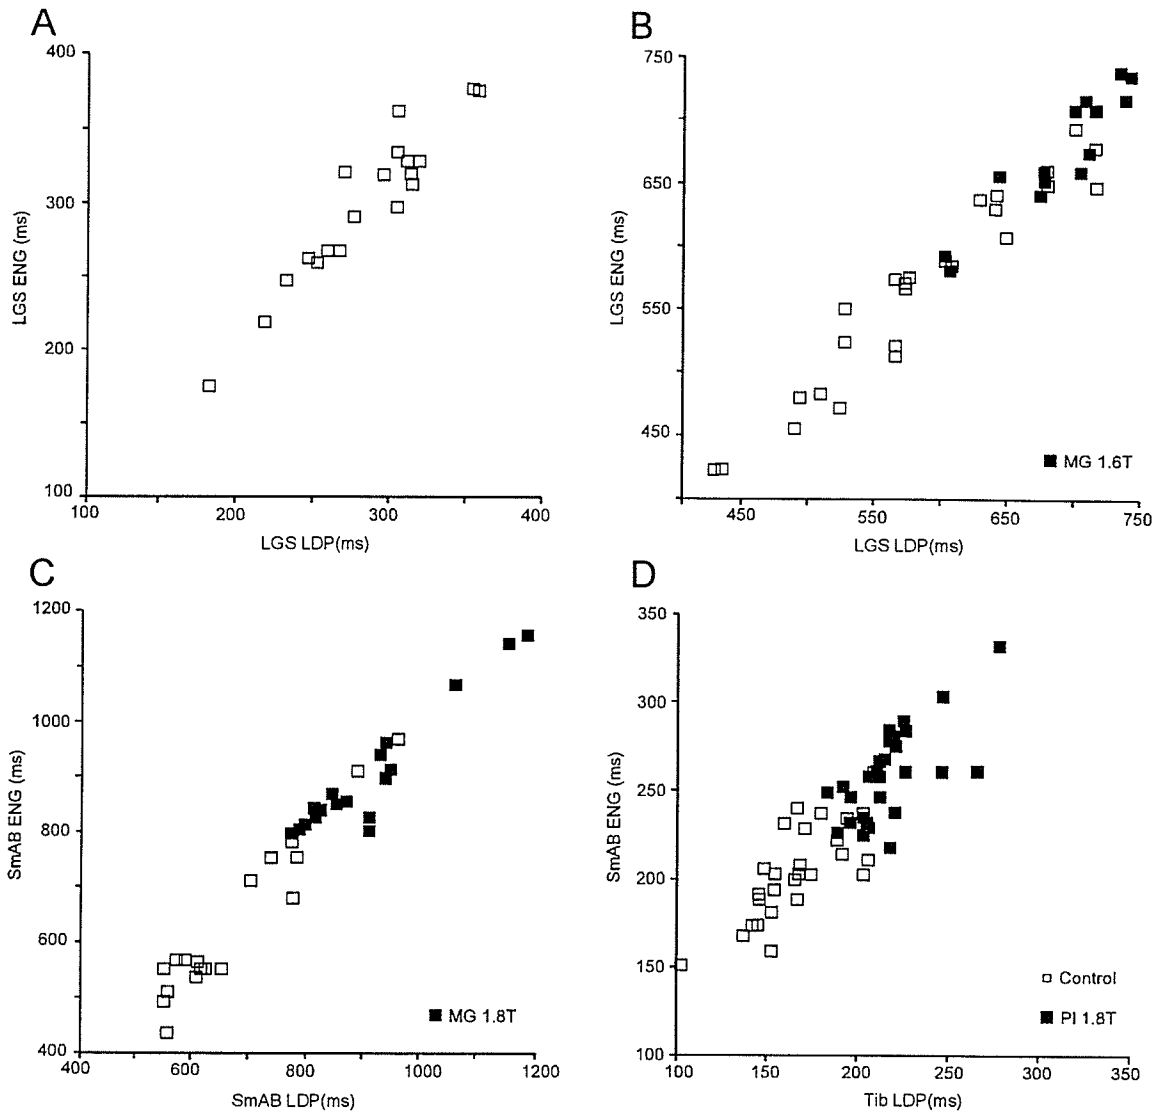 A
400
300
200
100
100
200
300
400
LGS ENG (ms)
LGS LDP(ms)
B
750
650
550
450
450
550
650
750
LGS ENG (ms)
LGS LDP(ms)
MG 1.6T
C
1200
1000
800
600
400
400
600
800
1000
1200
SmAB ENG (ms)
SmAB LDP(ms)
MG 1.8T
D
350
300
250
200
150
100
100
150
200
250
300
350
SmAB ENG (ms)
Tib LDP(ms)
Control
PI 1.8T